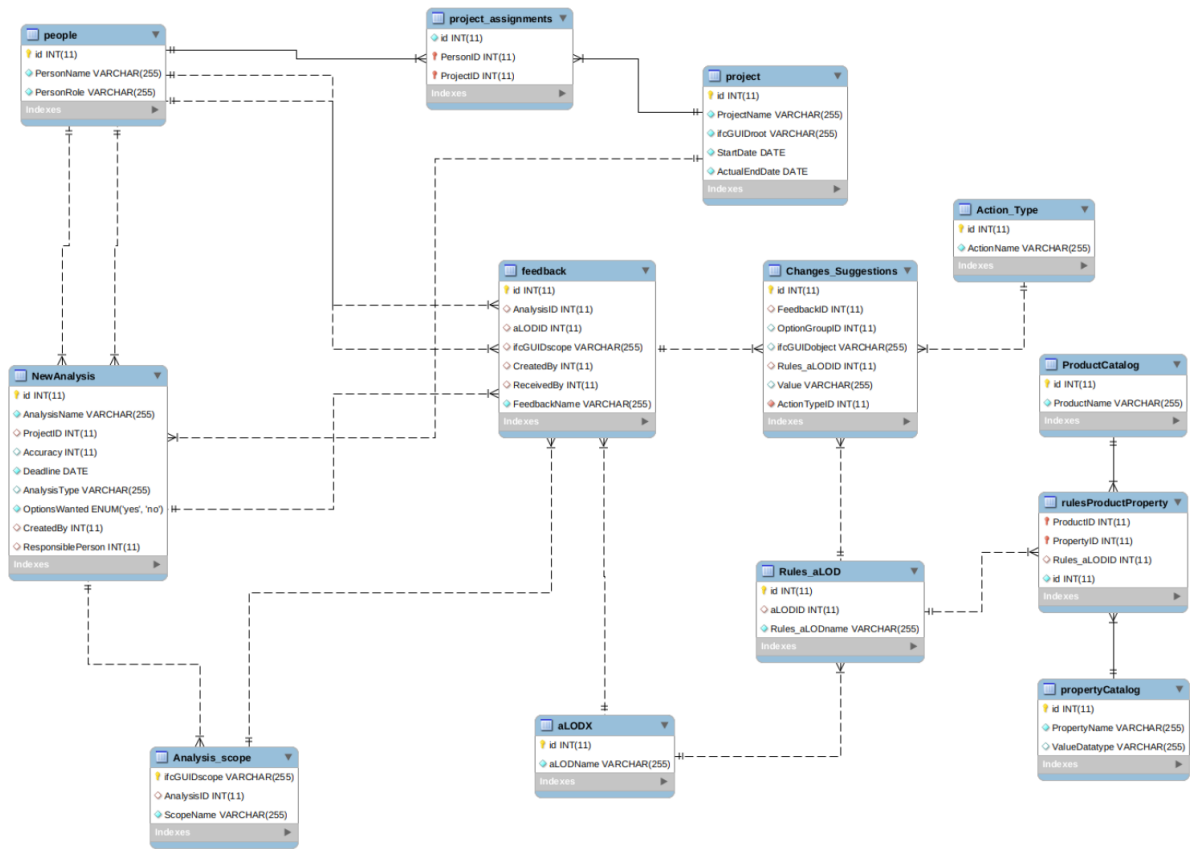 people
id INT(11)
PersonName VARCHAR(255)
PersonRole VARCHAR(255)
Indexes
project_assignments
id INT(11)
PersonID INT(11)
ProjectID INT(11)
Indexes
project
id INT(11)
ProjectName VARCHAR(255)
ifcGUIDroot VARCHAR(255)
StartDate DATE
ActualEndDate DATE
Indexes
Action_Type
id INT(11)
ActionName VARCHAR(255)
Indexes
feedback
id INT(11)
AnalysisID INT(11)
aLODID INT(11)
ifcGUIDscope VARCHAR(255)
CreatedBy INT(11)
ReceivedBy INT(11)
FeedbackName VARCHAR(255)
Indexes
Changes_Suggestions
id INT(11)
FeedbackID INT(11)
OptionGroupID INT(11)
ifcGUIDobject VARCHAR(255)
Rules_aLODID INT(11)
Value VARCHAR(255)
ActionTypeID INT(11)
Indexes
ProductCatalog
id INT(11)
ProductName VARCHAR(255)
Indexes
NewAnalysis
id INT(11)
AnalysisName VARCHAR(255)
ProjectID INT(11)
Accuracy INT(11)
Deadline DATE
AnalysisType VARCHAR(255)
OptionsWanted ENUM('yes', 'no')
CreatedBy INT(11)
ResponsiblePerson INT(11)
Indexes
rulesProductProperty
ProductID INT(11)
PropertyID INT(11)
Rules_aLODID INT(11)
id INT(11)
Indexes
Rules_aLOD
id INT(11)
aLODID INT(11)
Rules_aLODname VARCHAR(255)
Indexes
propertyCatalog
id INT(11)
PropertyName VARCHAR(255)
ValueDatatype VARCHAR(255)
Indexes
aLODX
id INT(11)
aLODName VARCHAR(255)
Indexes
Analysis_scope
ifcGUIDscope VARCHAR(255)
AnalysisID INT(11)
ScopeName VARCHAR(255)
Indexes